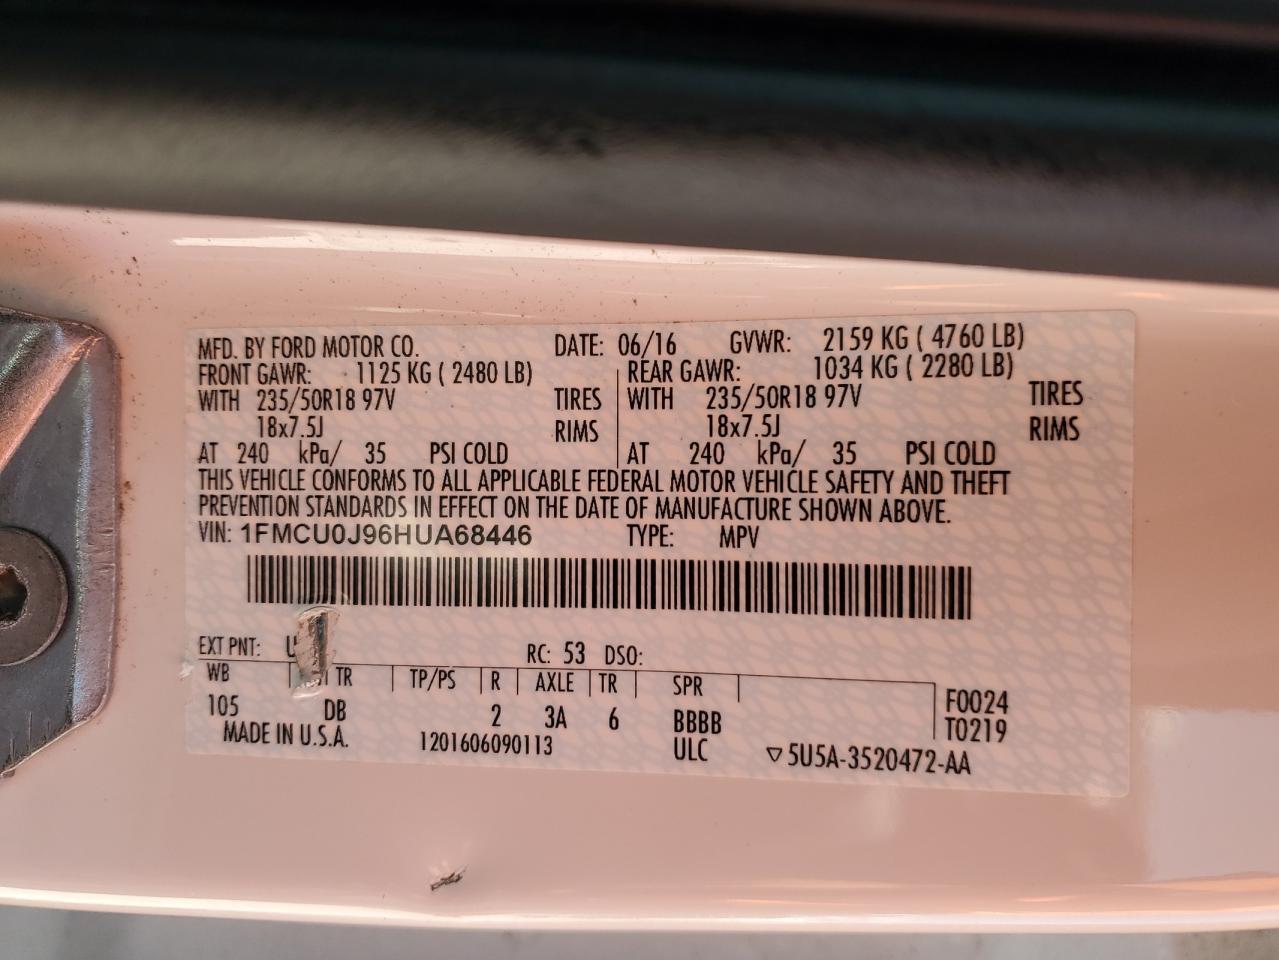 MFD. BY FORD MOTOR CO. DATE: 06/16 GVWR: 2159 KG ( 4760 LB)
FRONT GAWR: 1125 KG ( 2480 LB) REAR GAWR: 1034 KG ( 2280 LB)
WITH 235/50R18 97V TIRES WITH 235/50R18 97V TIRES
18x7.5J RIMS 18x7.5J RIMS
AT 240 kPa/ 35 PSI COLD AT 240 kPa/ 35 PSI COLD
THIS VEHICLE CONFORMS TO ALL APPLICABLE FEDERAL MOTOR VEHICLE SAFETY AND THEFT
PREVENTION STANDARDS IN EFFECT ON THE DATE OF MANUFACTURE SHOWN ABOVE.
VIN: 1FMCU0J96HUA68446 TYPE: MPV
EXT PNT: RC: 53 DSO:
WB TR TP/PS R AXLE TR SPR F0024
105 DB 2 3A 6 BBBB T0219
MADE IN U.S.A. 1201606090113 ULC ▽5U5A-3520472-AA